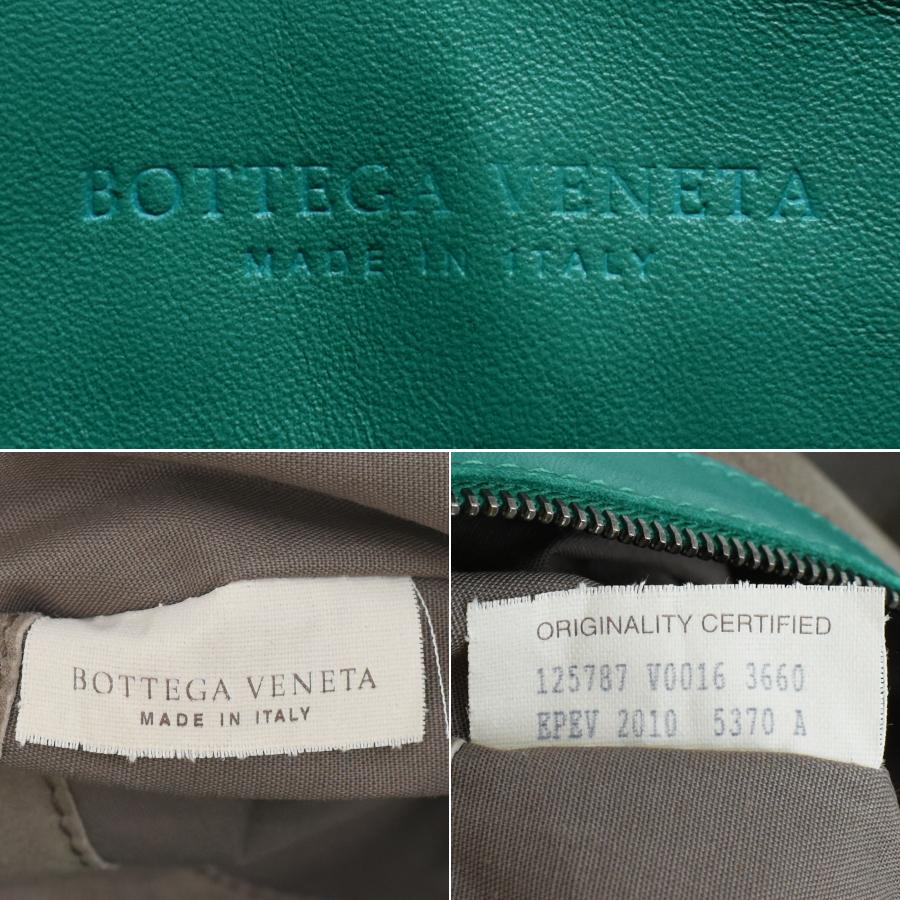 BOTTEGA VENETA
MADE IN ITALY
BOTTEGA VENETA
MADE IN ITALY
ORIGINALITY CERTIFIED
125787 V0016 3660
EPEV 2010 5370 A